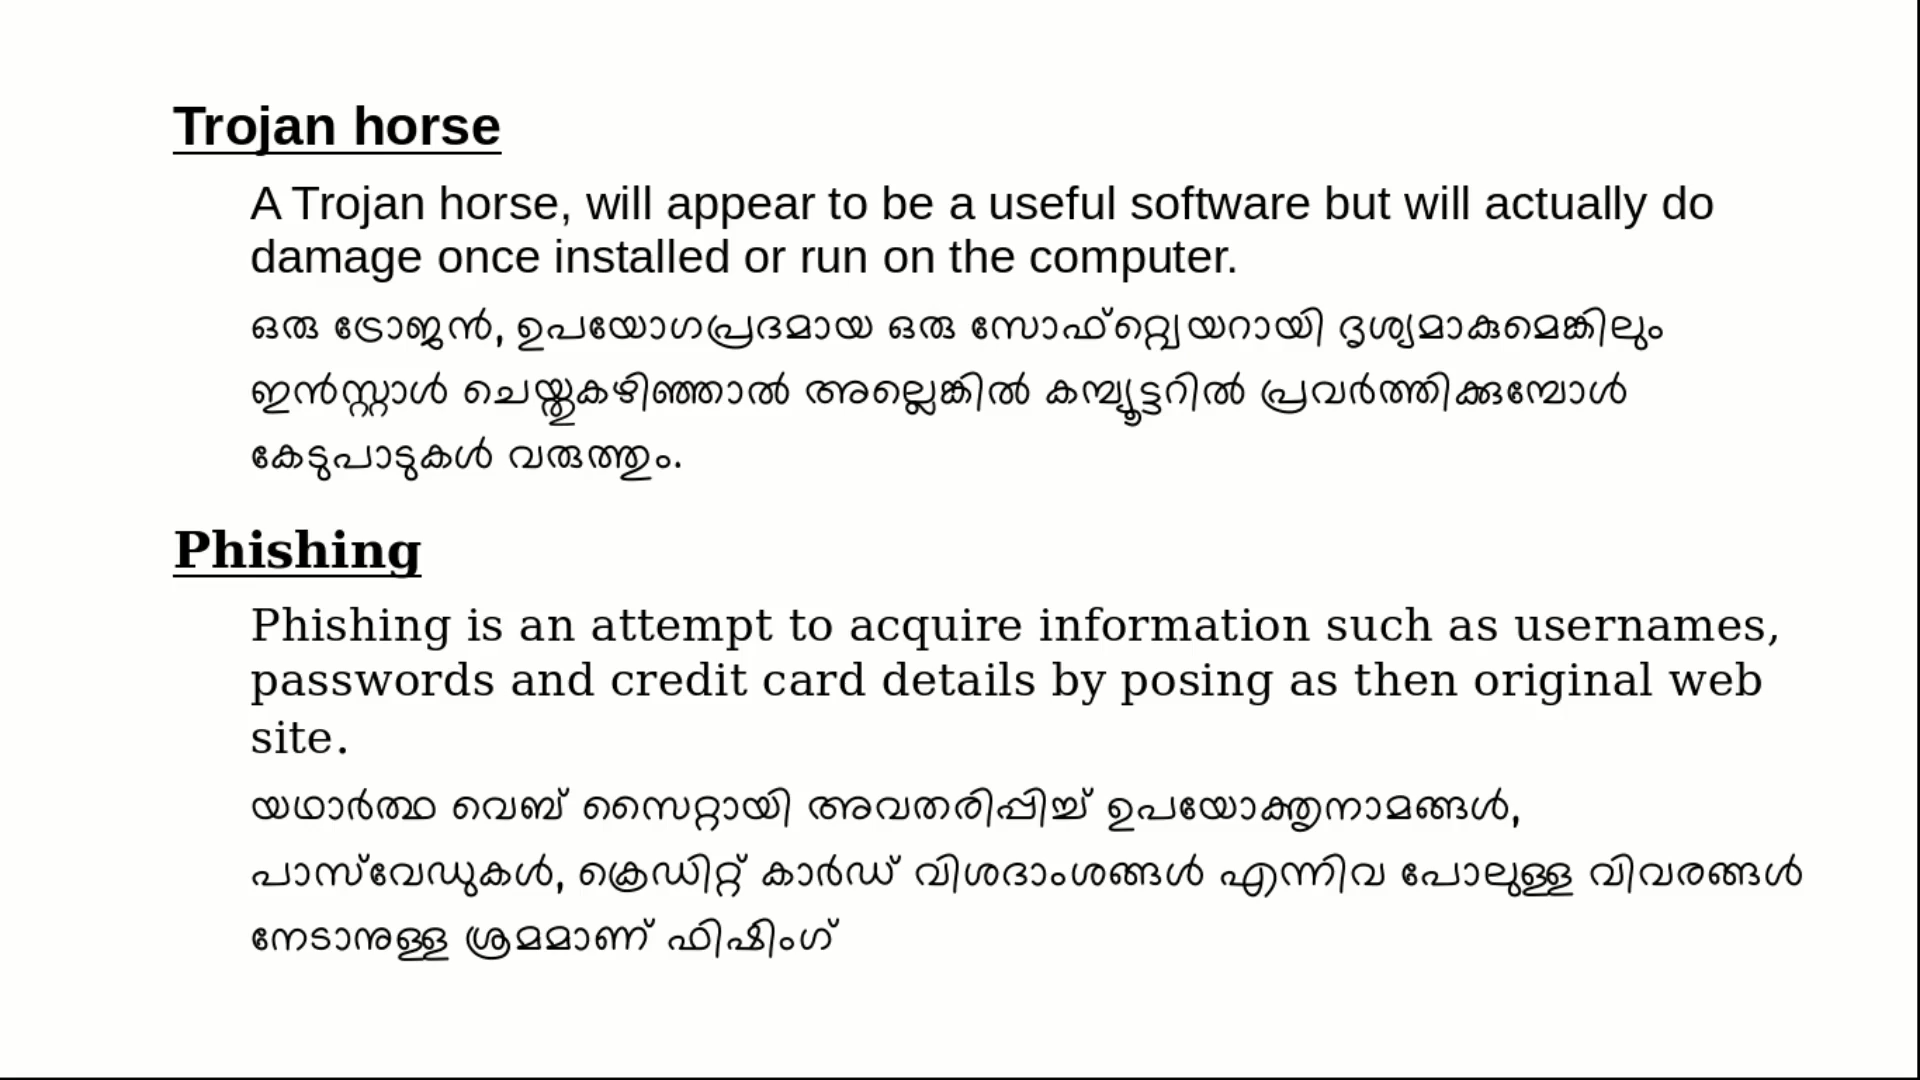 Trojan horse
A Trojan horse, will appear to be a useful software but will actually do
damage once installed or run on the computer.
ഒരു ട്രോജൻ, ഉപയോഗപ്രദമായ ഒരു സോഫ്റ്റ്വെയറായി ദൃശ്യമാകുമെങ്കിലും
ഇൻസ്റ്റാൾ ചെയ്തുകഴിഞ്ഞാൽ അല്ലെങ്കിൽ കമ്പ്യൂട്ടറിൽ പ്രവർത്തിക്കുമ്പോൾ
കേടുപാടുകൾ വരുത്തും.
Phishing
Phishing is an attempt to acquire information such as usernames,
passwords and credit card details by posing as then original web
site.
യഥാർത്ഥ വെബ് സൈറ്റായി അവതരിപ്പിച്ച് ഉപയോക്തൃനാമങ്ങൾ,
പാസ്‌വേഡുകൾ, ക്രെഡിറ്റ് കാർഡ് വിശദാംശങ്ങൾ എന്നിവ പോലുള്ള വിവരങ്ങൾ
നേടാനുള്ള ശ്രമമാണ് ഫിഷിംഗ്